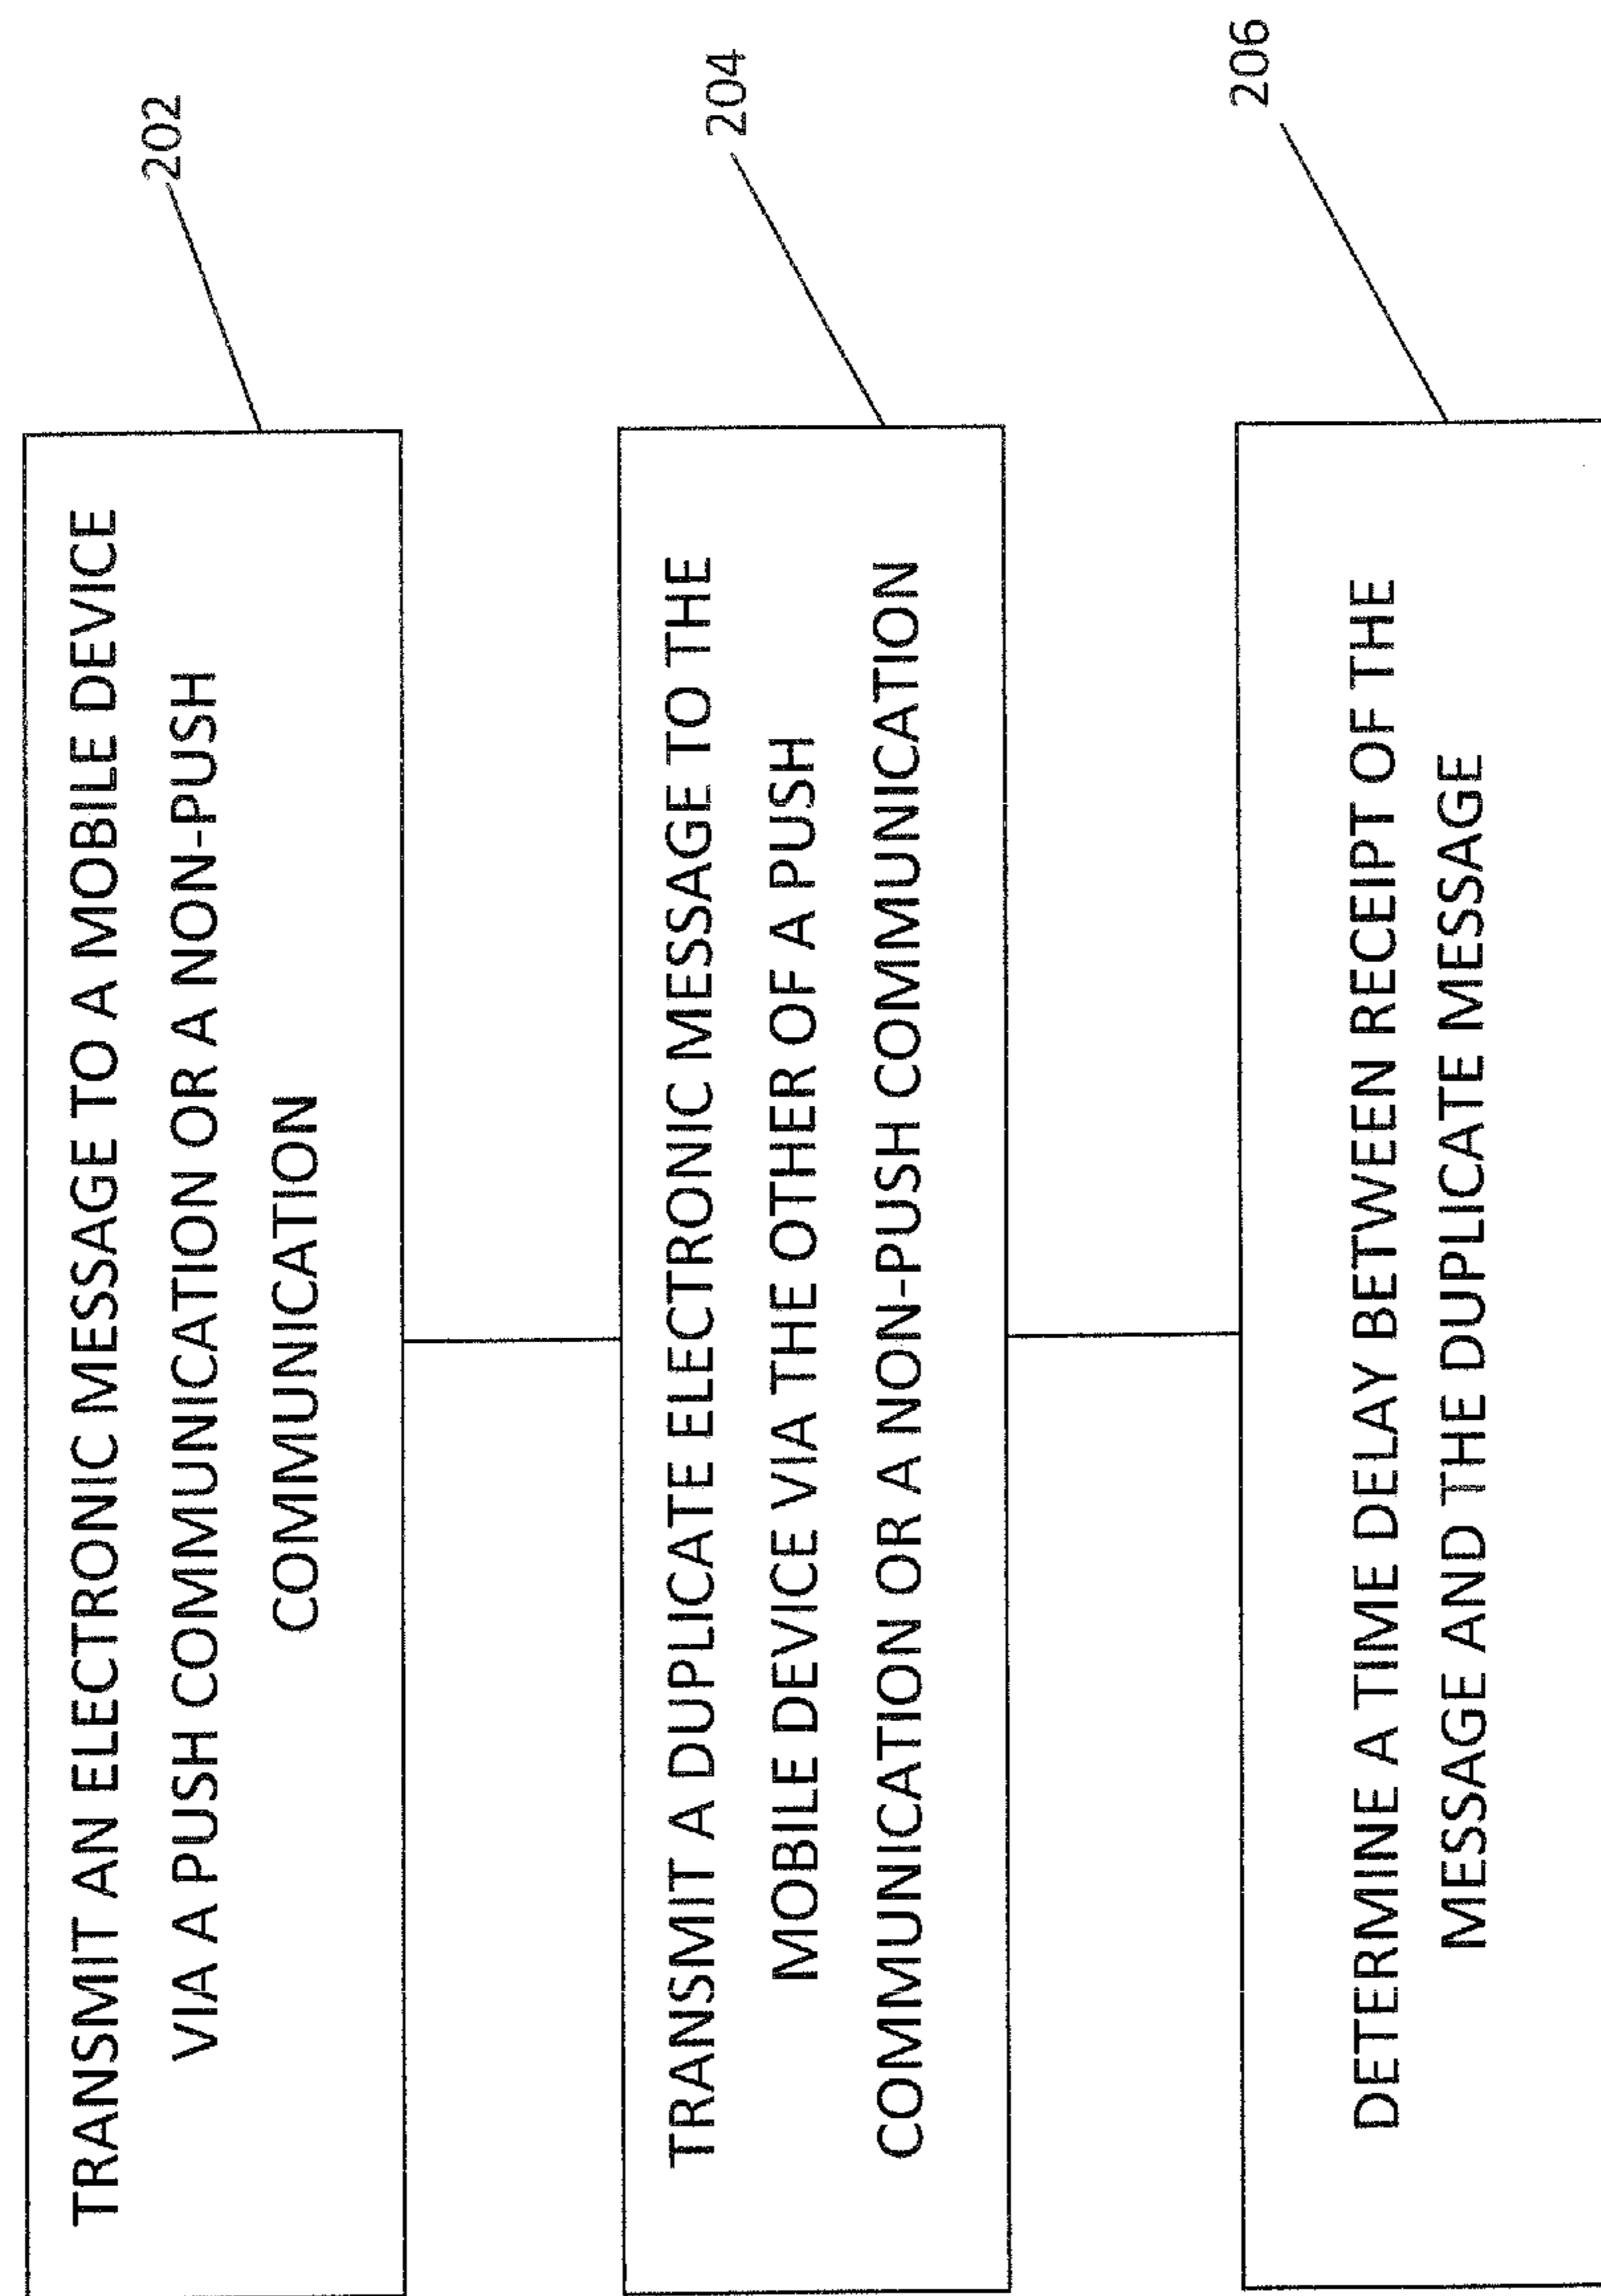 TRANSMIT AN ELECTRONIC MESSAGE TO A MOBILE DEVICE
VIA A PUSH COMMUNICATION OR A NON-PUSH
COMMUNICATION
202
TRANSMIT A DUPLICATE ELECTRONIC MESSAGE TO THE
MOBILE DEVICE VIA THE OTHER OF A PUSH
COMMUNICATION OR A NON-PUSH COMMUNICATION
204
DETERMINE A TIME DELAY BETWEEN RECEIPT OF THE
MESSAGE AND THE DUPLICATE MESSAGE
206